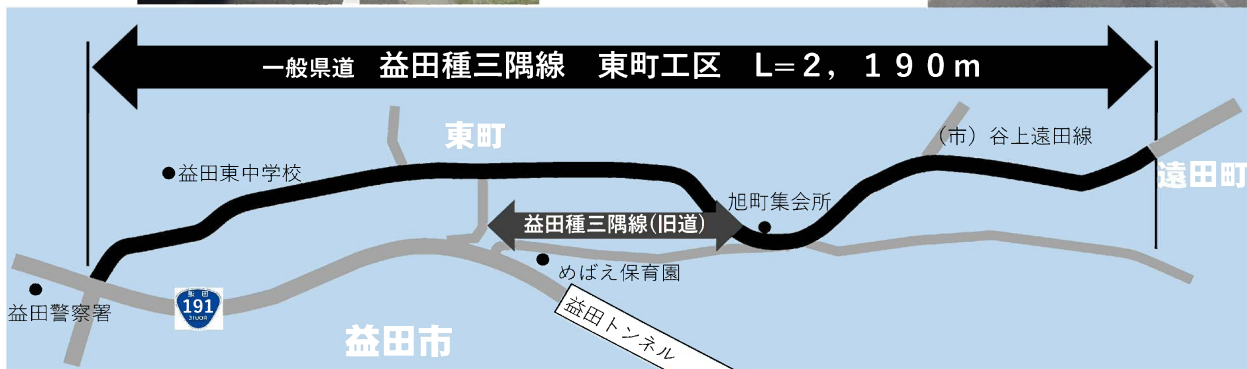 一般県道　益田種三隅線　東町工区　L=２，１９０ｍ
東町
（市）谷上遠田線
●益田東中学校
遠田町
旭町集会所
益田種三隅線(旧道)
めばえ保育園
益田警察署
191
益田トンネル
益田市